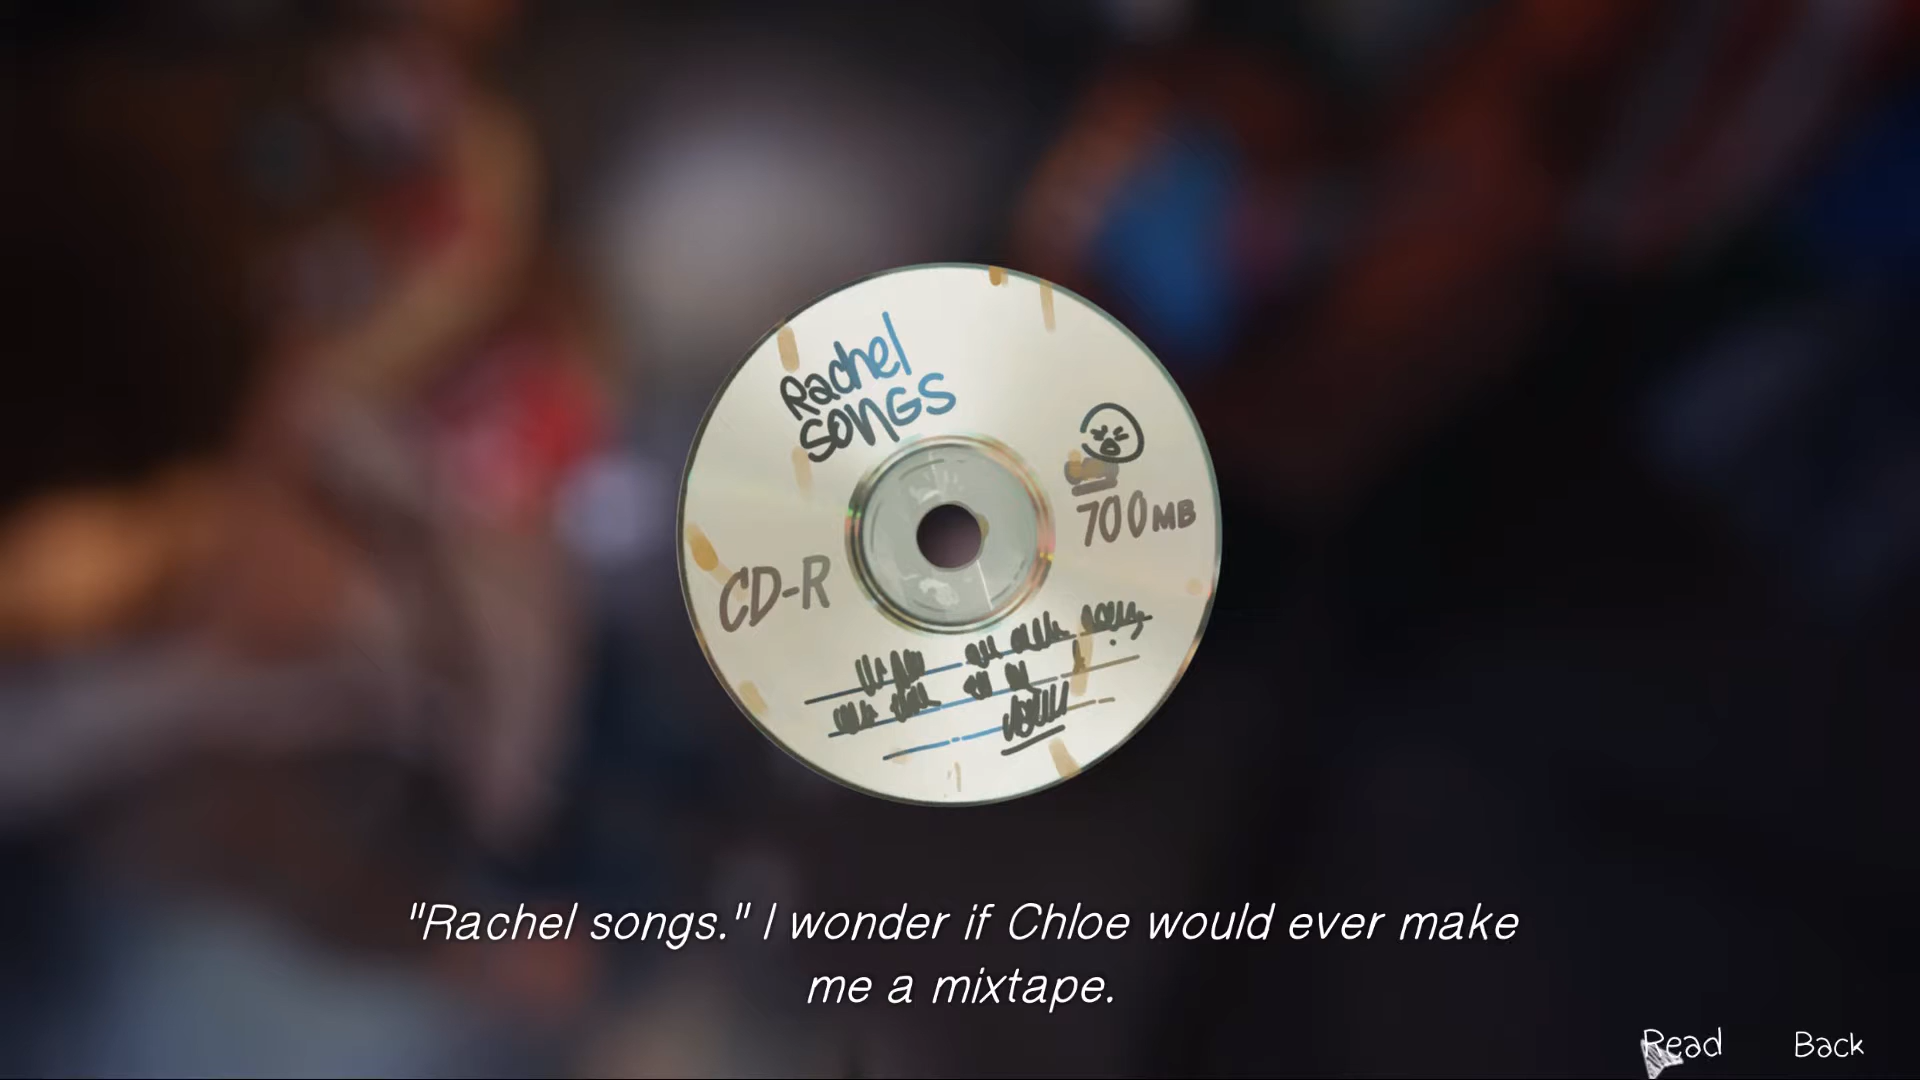 Rachel
SONGS
700MB
CD-R
"Rachel songs." I wonder if Chloe would ever make
me a mixtape.
Read
Back